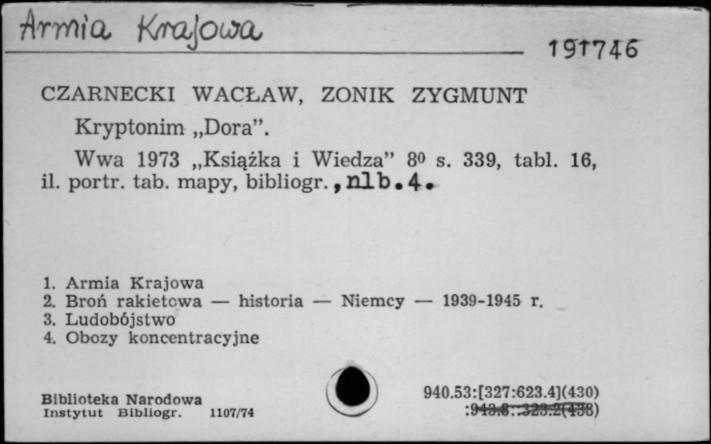 Armia Krajowa
191746
CZARNECKI WACŁAW, ZONIK ZYGMUNT
Kryptonim „Dora”.
Wwa 1973 „Książka i Wiedza” 8⁰ s. 339, tabl. 16,
il. portr. tab. mapy, bibliogr., nlb.4.
1. Armia Krajowa
2. Broń rakietowa — historia — Niemcy — 1939-1945 r.
3. Ludobójstwo
4. Obozy koncentracyjne
Biblioteka Narodowa
Instytut Bibliogr. 1107/74
940.53:[327:623.4](430)